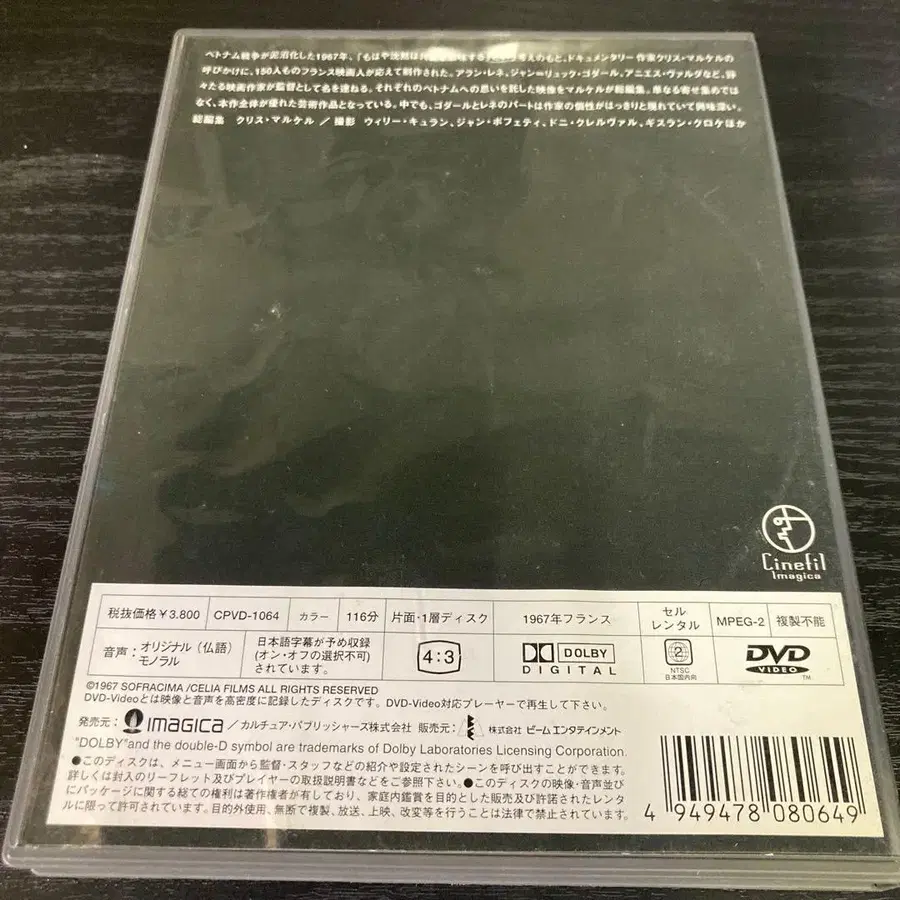 ベトナム戦争が泥沼化した1967年、「もはや沈黙は する」 考えのもと、ドキュメンタリー作家クリス・マルケルの
呼びかけに、150人ものフランス映画人が応えて制作された。アラン・レネ、ジャン=リュック・ゴダール、アニエス・ヴァルダなど、錚
々たる映画作家が監督として名を連ねる。それぞれのベトナムへの思いを託した映像をマルケルが総編集。単なる寄せ集めでは
なく、本作全体が優れた芸術作品となっている。中でも、ゴダールとレネのパートは作家の個性がはっきりと現れていて興味深い。
総編集 クリス・マルケル / 撮影 ウィリー・キュラン、ジャン・ボフェティ、ドニ・クレルヴァル、ギスラン・クロケほか
Cinefil
Imagica
税抜価格¥3.800 CPVD-1064 カラー 116分 片面・1層ディスク 1967年フランス セル レンタル MPEG-2 複製不能
音声:オリジナル(仏語)
モノラル
日本語字幕が予め収録
(オン・オフの選択不可)
されています。
4:3
DOLBY
DIGITAL
2
NTSC
日本国内向
DVD
VIDEO
©1967 SOFRACIMA /CELIA FILMS ALL RIGHTS RESERVED
DVD-Videoとは映像と音声を高密度に記録したディスクです。DVD-Video対応プレーヤーで再生して下さい。
発売元: IMAGICA/カルチュア・パブリッシャーズ株式会社 販売元: 株式会社 ビーム エンタテインメント
"DOLBY"and the double-D symbol are trademarks of Dolby Laboratories Licensing Corporation.
●このディスクは、メニュー画面から監督・スタッフなどの紹介や設定されたシーンを呼び出すことができます。
詳しくは封入のリーフレット及びプレイヤーの取扱説明書などをご参照下さい。●このディスクの映像・音声並び
にパッケージに関する総ての権利は著作権者が有しており、家庭内鑑賞を目的とした販売及び許諾されたレンタ
ルに限って許可されています。目的外使用、無断で複製、放送、上映、改変等を行うことは法律で禁止されています。
4 949478 080649